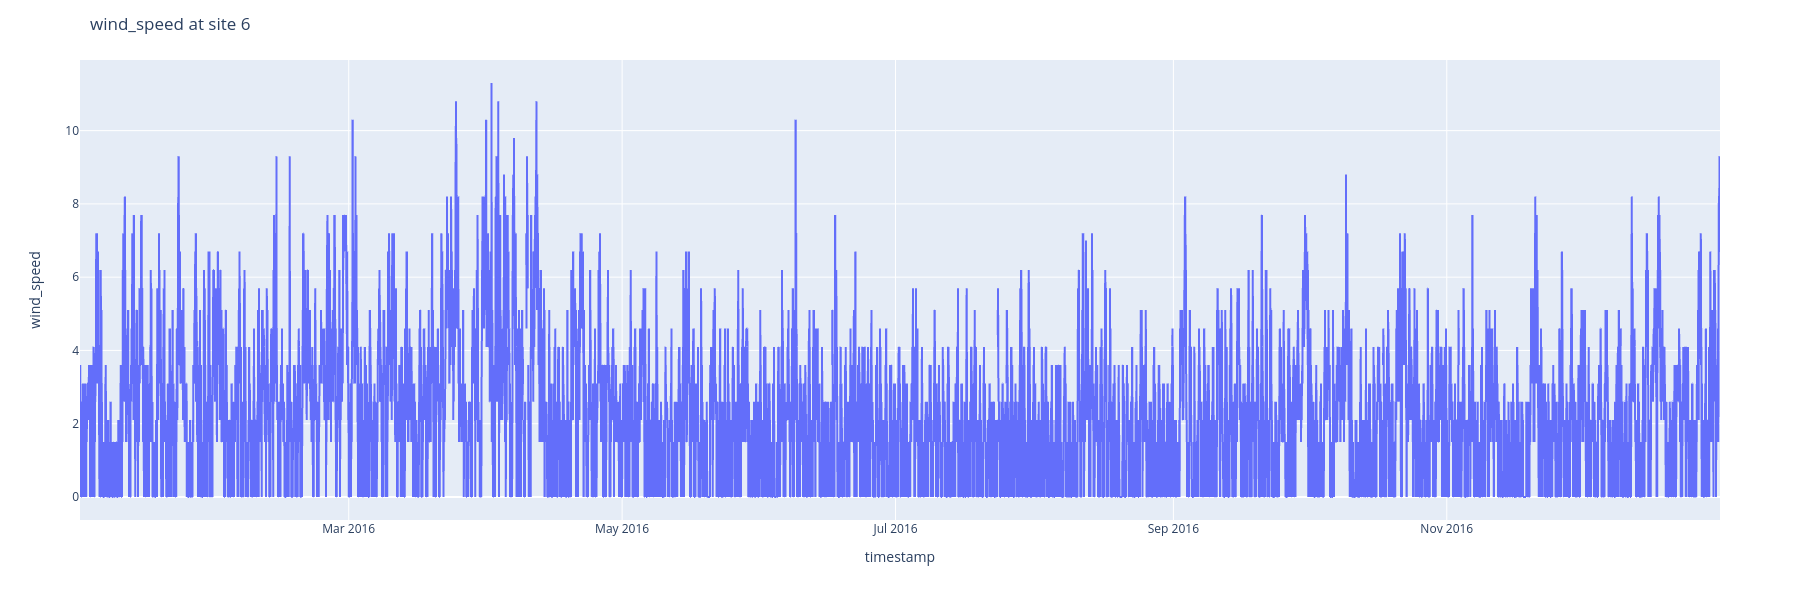 wind_speed at site 6
wind_speed
10
8
6
4
2
0
Mar 2016
May 2016
Jul 2016
Sep 2016
Nov 2016
timestamp